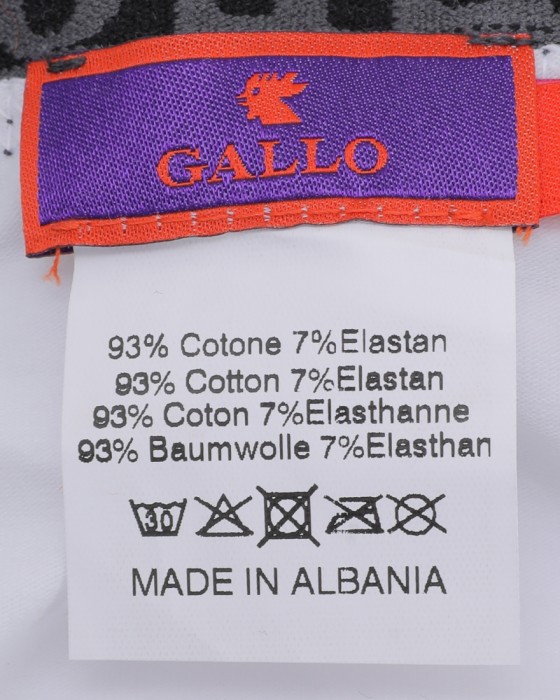 GALLO
93% Cotone 7%Elastan
93% Cotton 7%Elastan
93% Coton 7%Elasthanne
93% Baumwolle 7%Elasthan
30
MADE IN ALBANIA